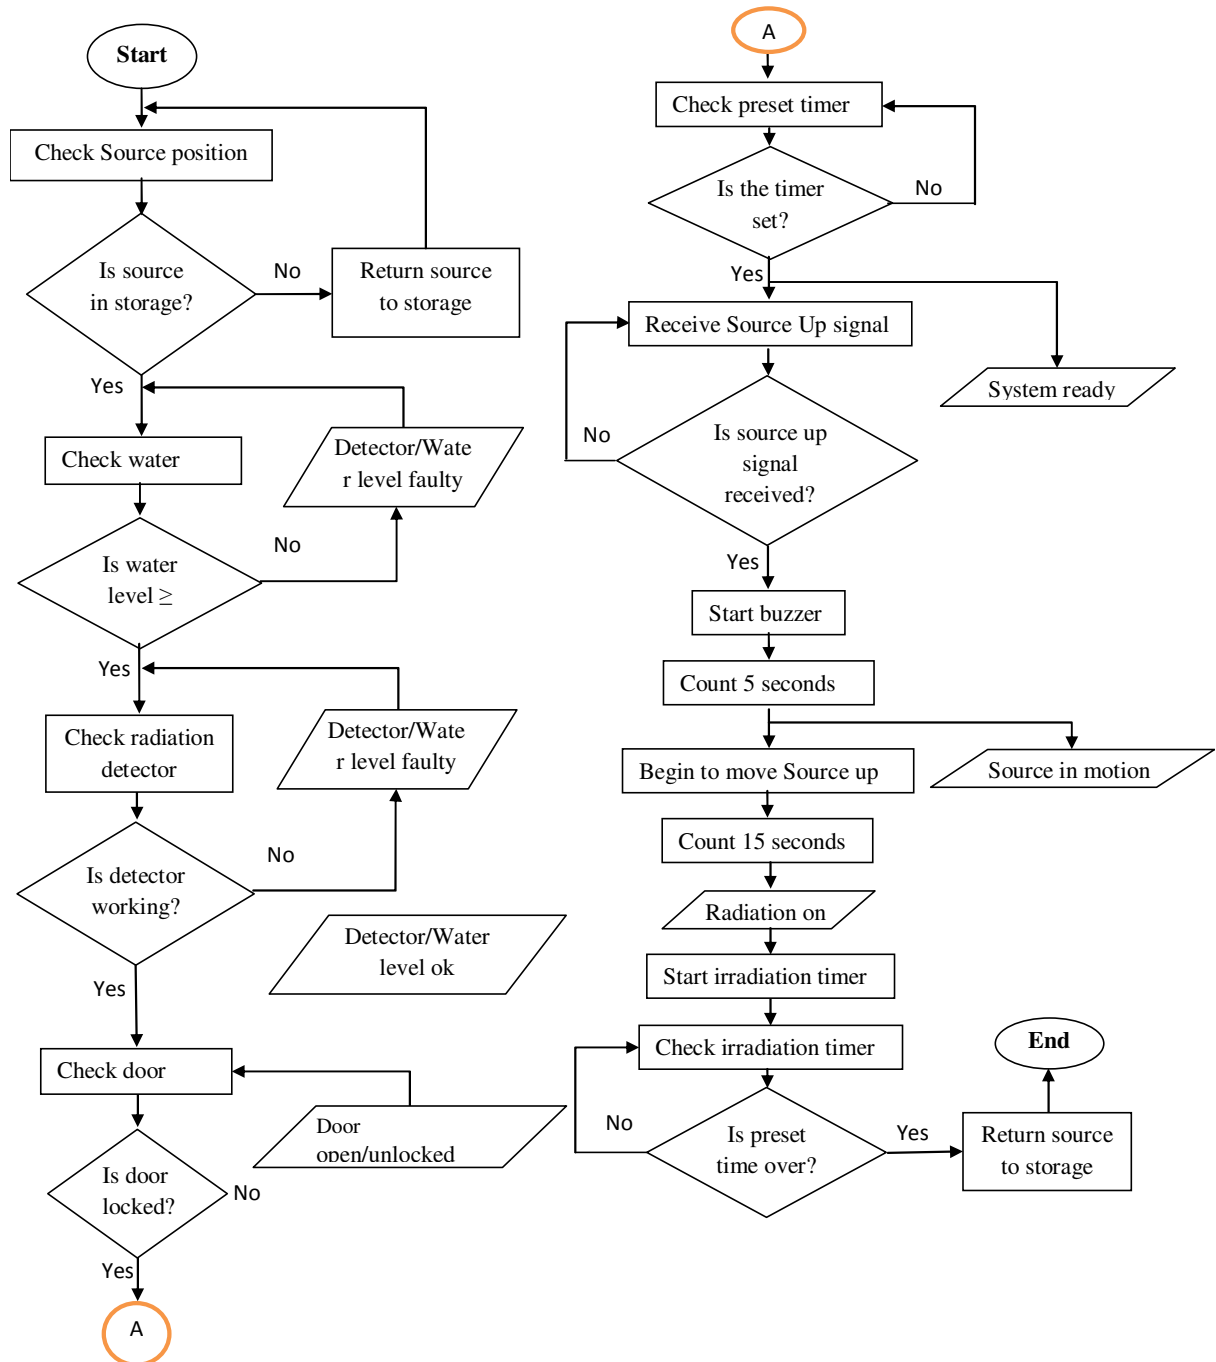 Start
Check Source position
Is source
in storage?
No
Return source
to storage
Yes
Check water
Detector/Wate
r level faulty
Is water
level ≥
No
Yes
Check radiation
detector
Detector/Wate
r level faulty
Is detector
working?
No
Detector/Water
level ok
Yes
Check door
Door
open/unlocked
Is door
locked?
No
Yes
A
A
Check preset timer
Is the timer
set?
No
Yes
Receive Source Up signal
System ready
Is source up
signal
received?
No
Yes
Start buzzer
Count 5 seconds
Begin to move Source up
Source in motion
Count 15 seconds
Radiation on
Start irradiation timer
Check irradiation timer
End
Is preset
time over?
No
Yes
Return source
to storage